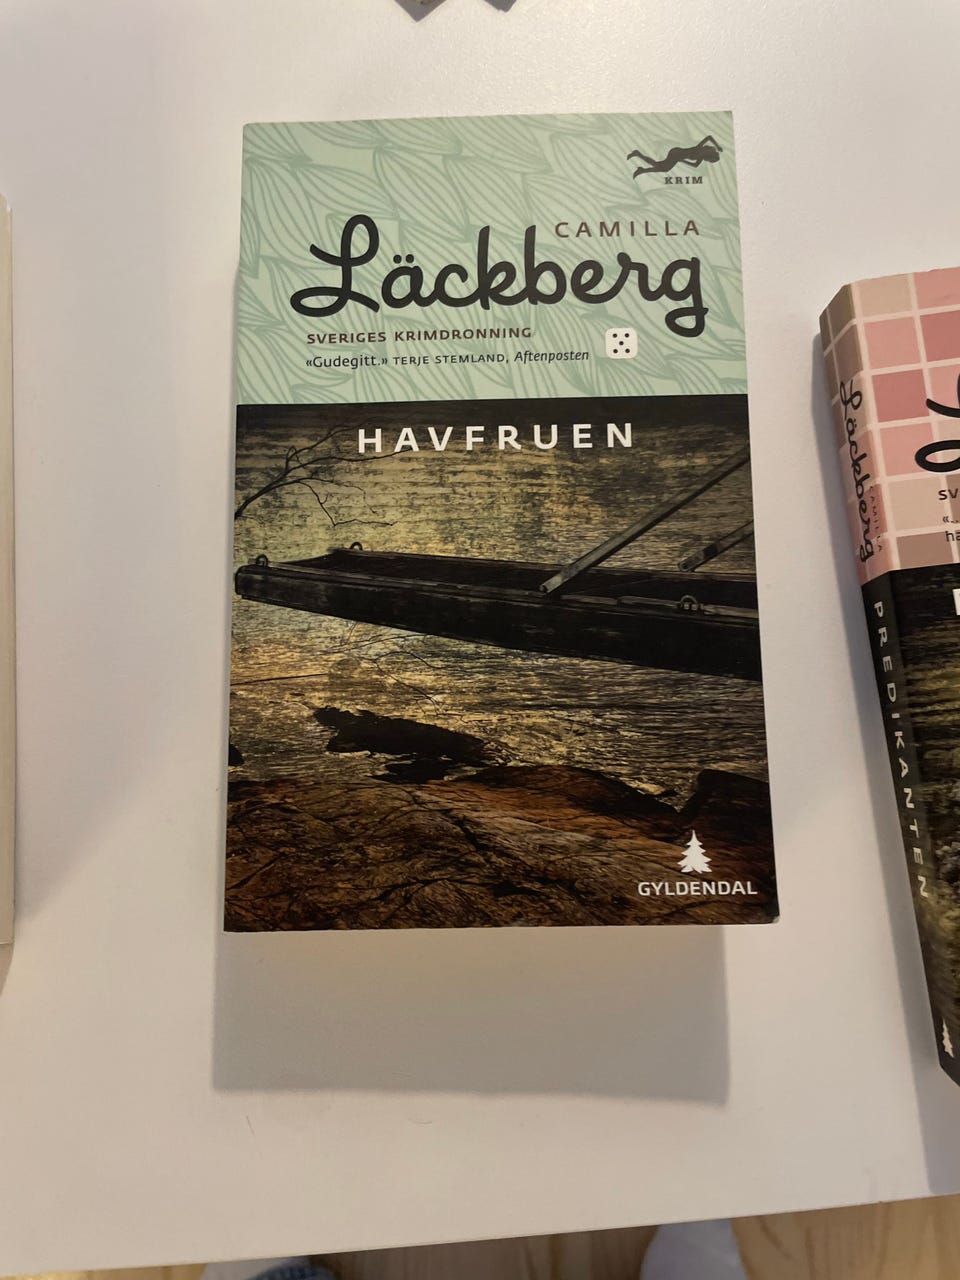 KRIM
CAMILLA
Läckberg
SVERIGES KRIMDRONNING
«Gudegitt.» TERJE STEMLAND, Aftenposten
HAVFRUEN
GYLDENDAL
Läckberg
CAMILLA
PREDIKANTEN